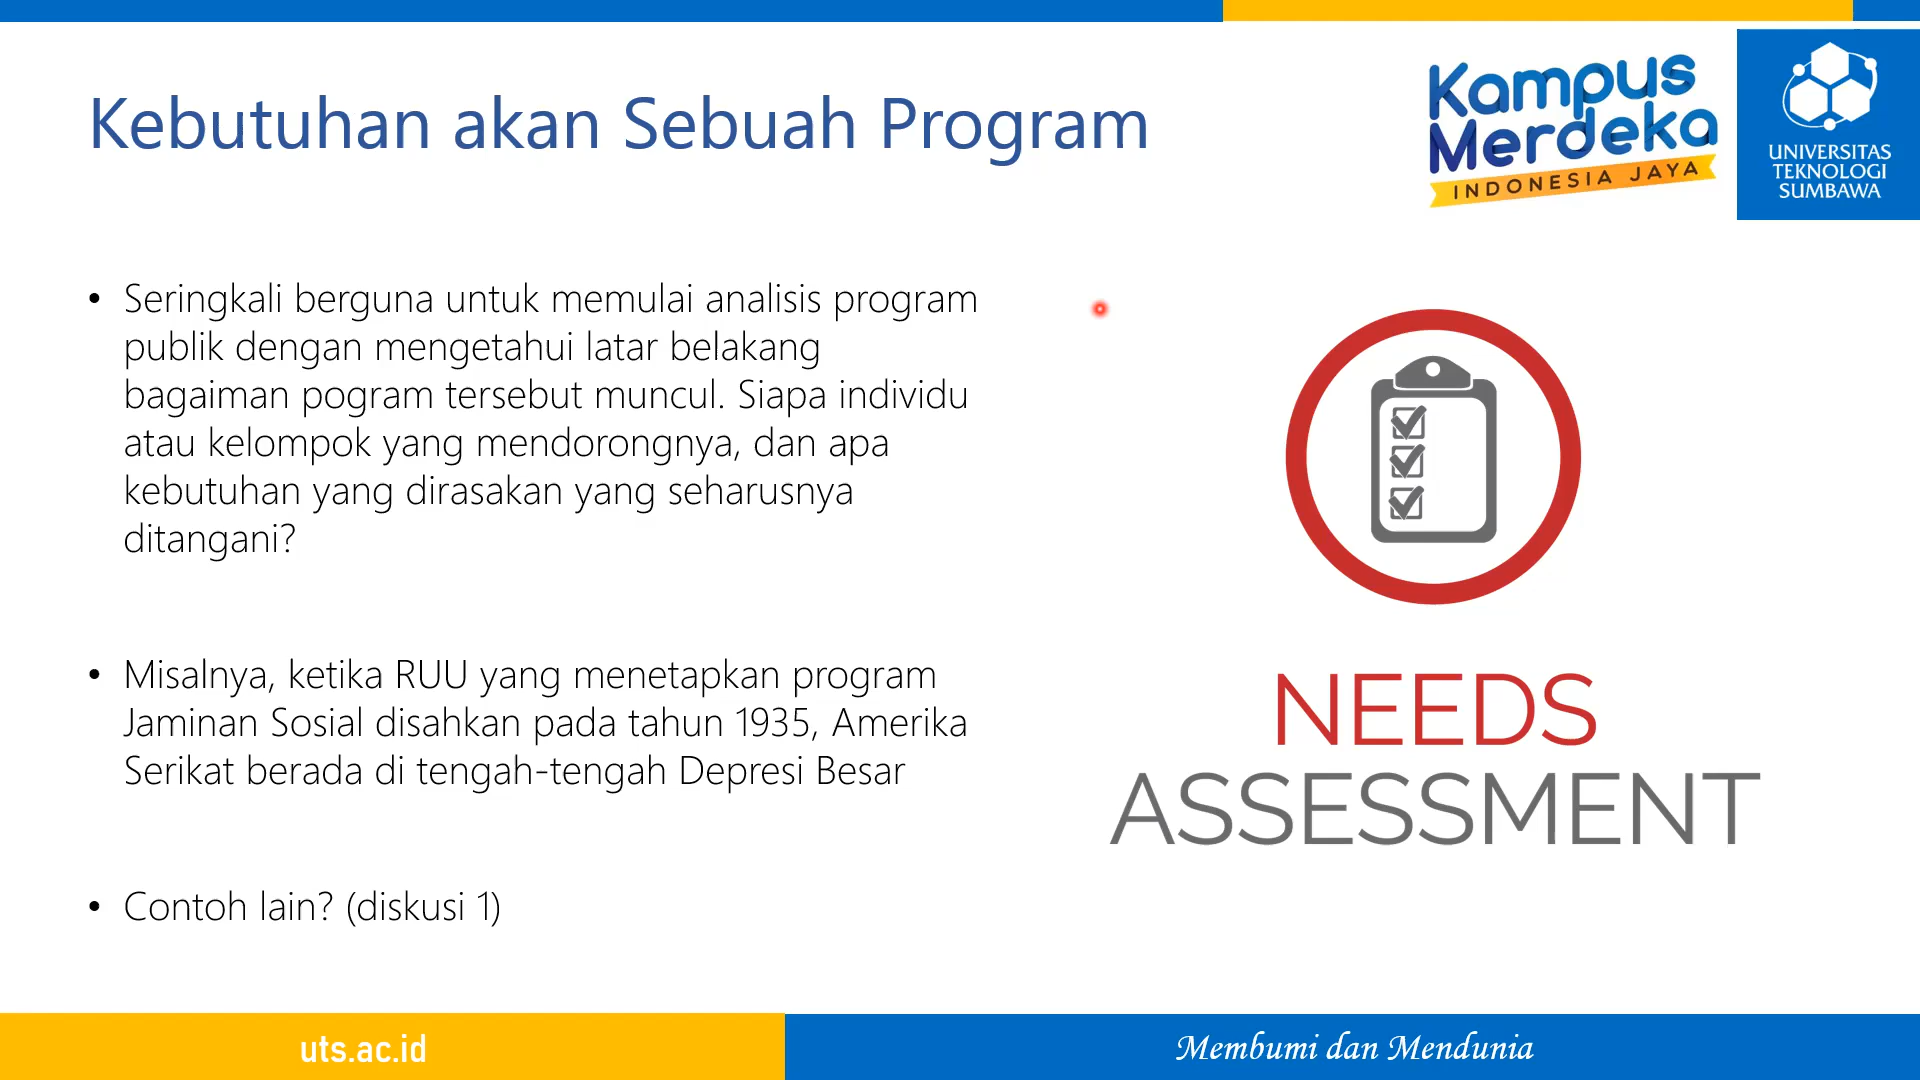 Kebutuhan akan Sebuah Program
Kampus
Merdeka
INDONESIA JAYA
UNIVERSITAS
TEKNOLOGI
SUMBAWA
• Seringkali berguna untuk memulai analisis program
publik dengan mengetahui latar belakang
bagaiman pogram tersebut muncul. Siapa individu
atau kelompok yang mendorongnya, dan apa
kebutuhan yang dirasakan yang seharusnya
ditangani?
• Misalnya, ketika RUU yang menetapkan program
Jaminan Sosial disahkan pada tahun 1935, Amerika
Serikat berada di tengah-tengah Depresi Besar
• Contoh lain? (diskusi 1)
NEEDS
ASSESSMENT
uts.ac.id
Membumi dan Mendunia